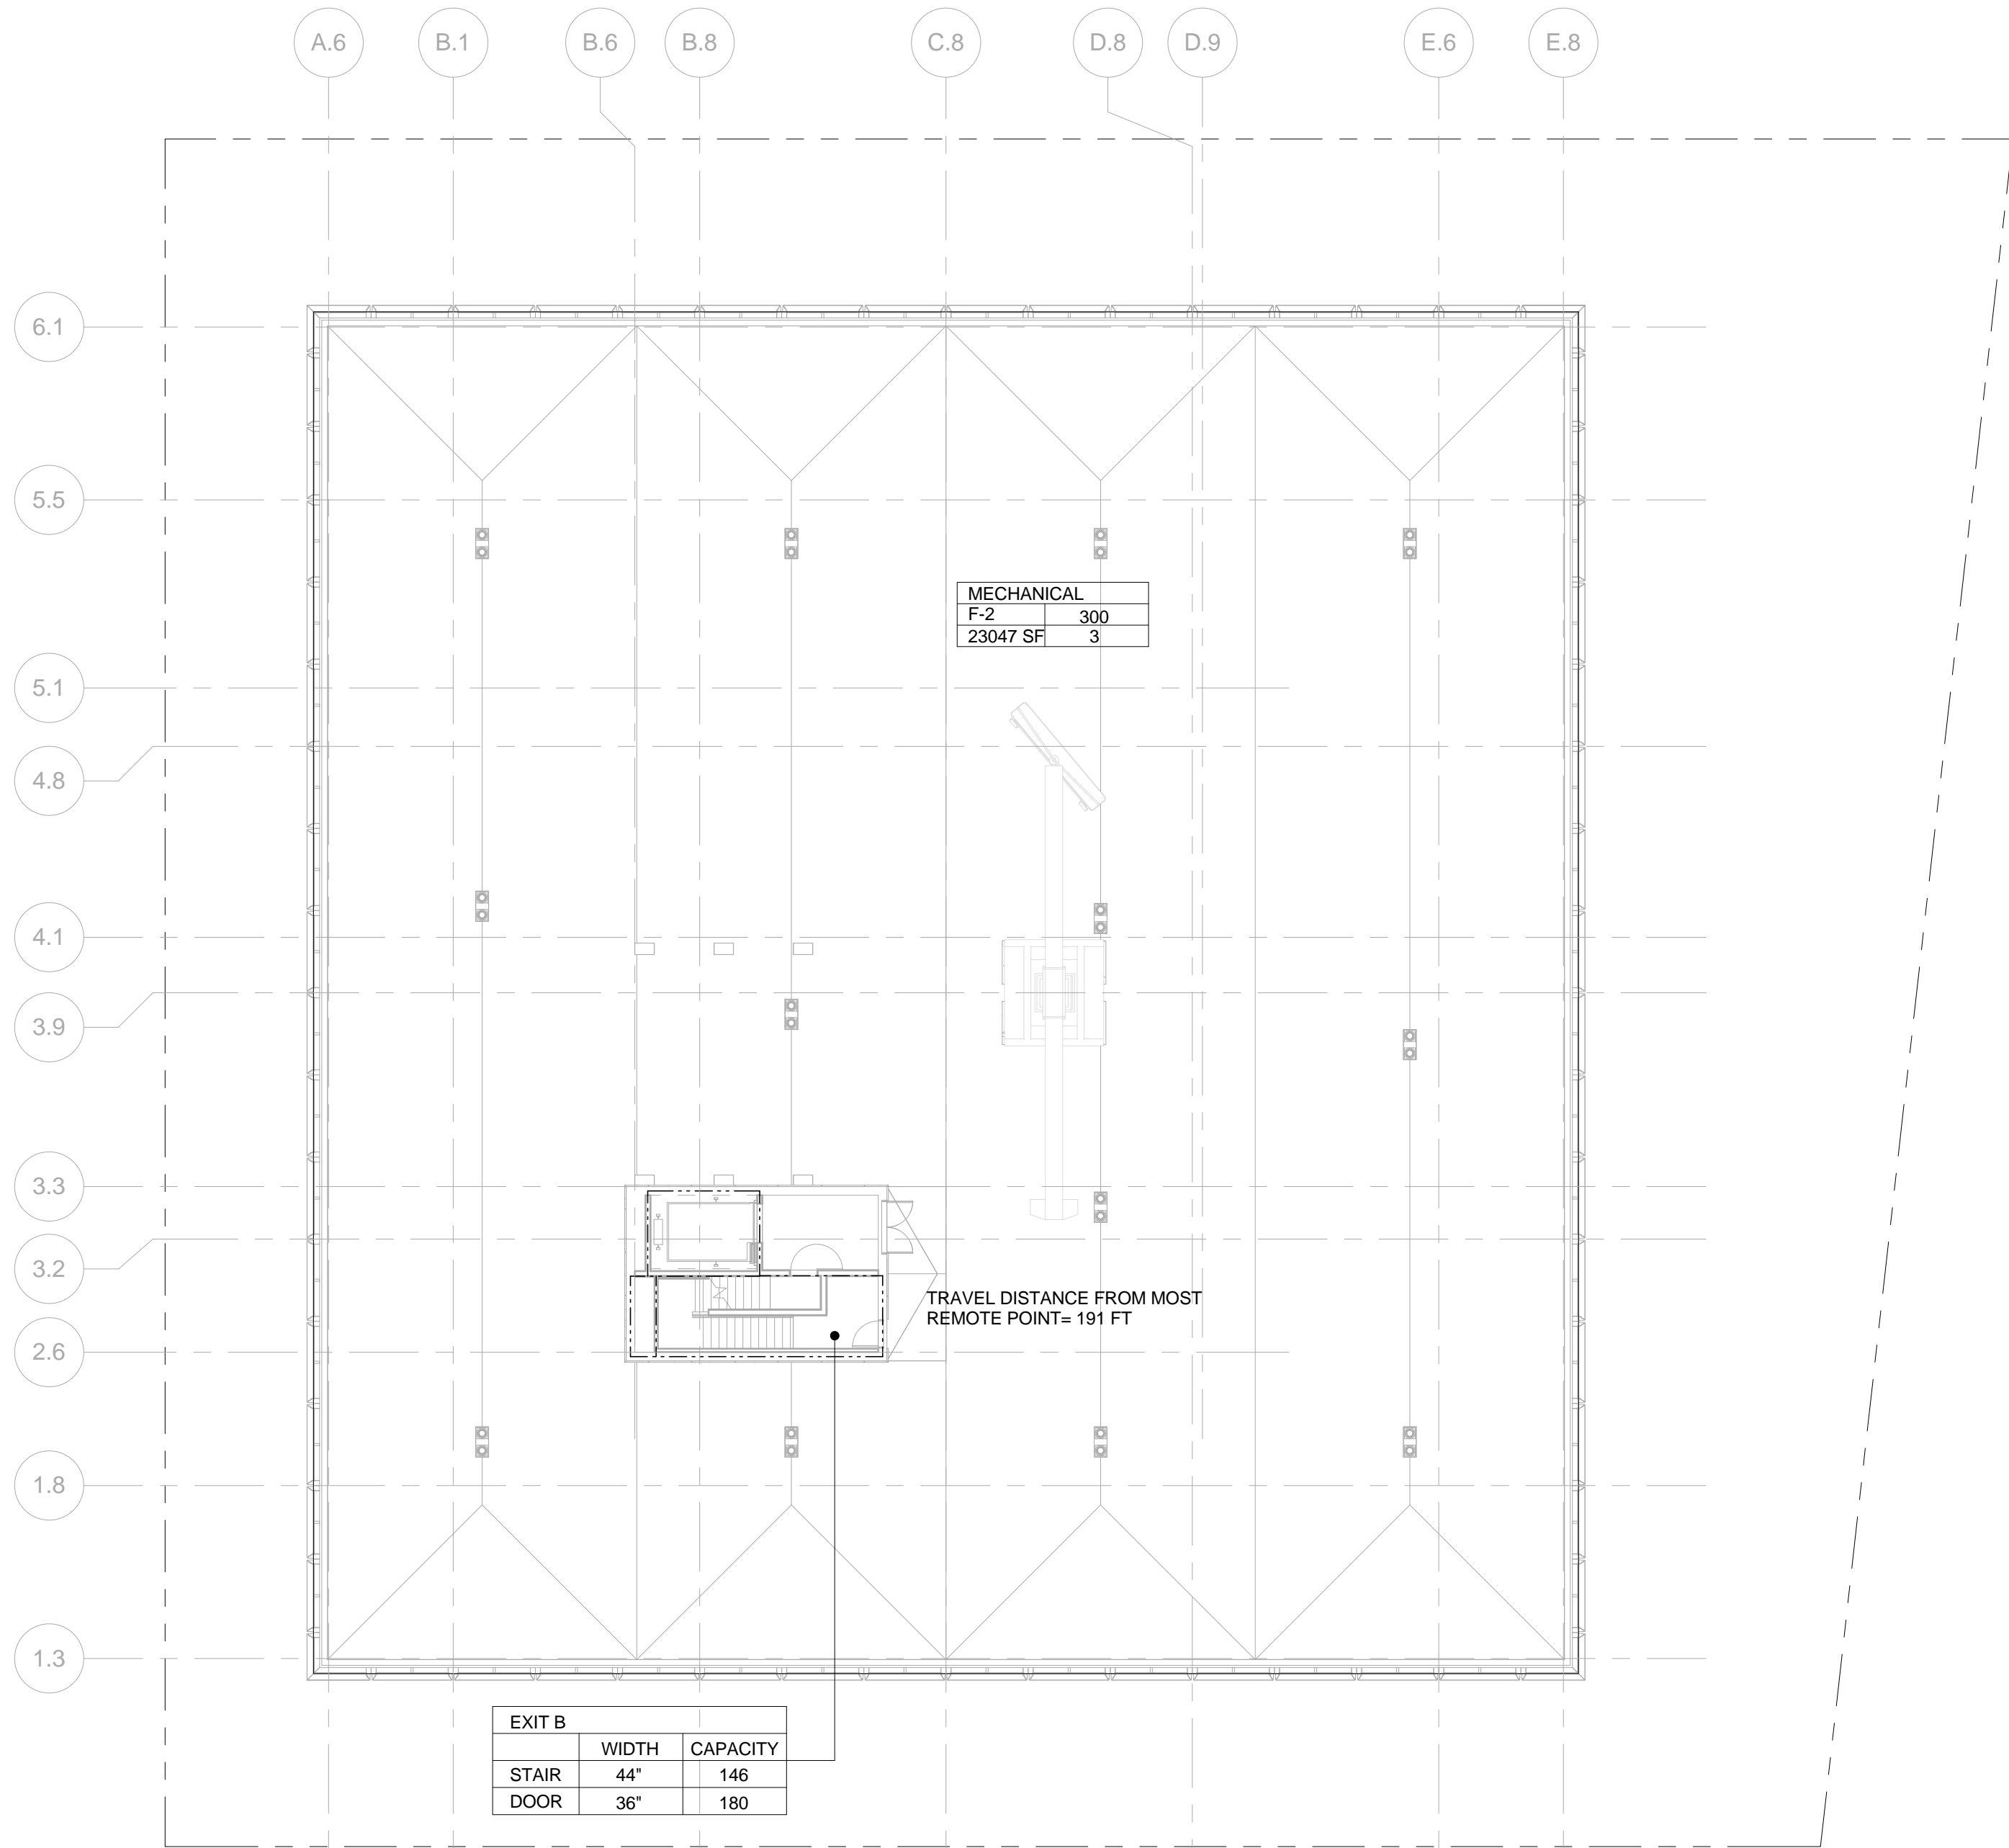 A.6 B.1 B.6 B.8 C.8 D.8 D.9 E.6 E.8
6.1
5.5
5.1
4.8
4.1
3.9
3.3
3.2
2.6
1.8
1.3
MECHANICAL
F-2 300
23047 SF 3
TRAVEL DISTANCE FROM MOST
REMOTE POINT= 191 FT
EXIT B
WIDTH CAPACITY
STAIR 44" 146
DOOR 36" 180